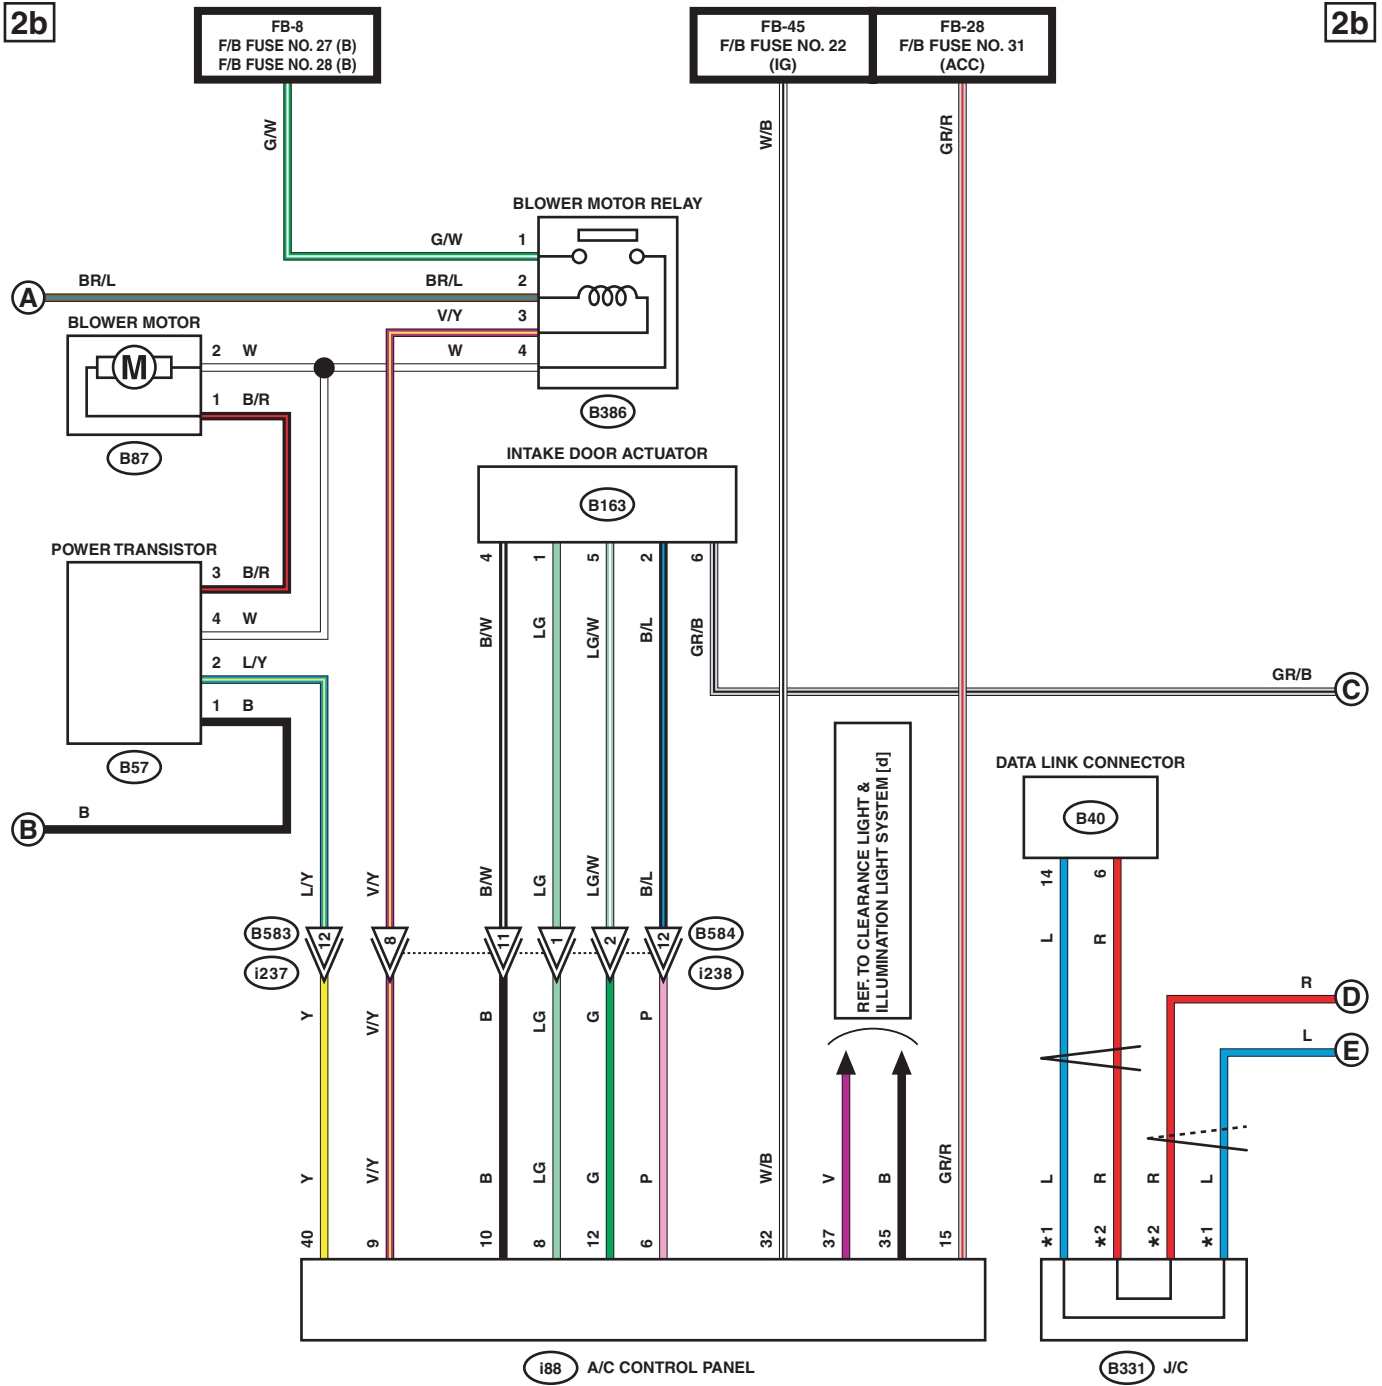 2b
2b
FB-8
F/B FUSE NO. 27 (B)
F/B FUSE NO. 28 (B)
FB-45
F/B FUSE NO. 22
(IG)
FB-28
F/B FUSE NO. 31
(ACC)
G/W
W/B
GR/R
BLOWER MOTOR RELAY
G/W 1
A
BR/L
BR/L 2
V/Y 3
W 4
B386
BLOWER MOTOR
M
2 W
1 B/R
B87
INTAKE DOOR ACTUATOR
B163
4 1 5 2 6
B/W LG LG/W B/L GR/B
POWER TRANSISTOR
3 B/R
4 W
2 L/Y
1 B
B57
GR/B
C
B
B
REF. TO CLEARANCE LIGHT &
ILLUMINATION LIGHT SYSTEM [d]
DATA LINK CONNECTOR
B40
14 6
L R
L/Y V/Y B/W LG LG/W B/L
B583
12 8 11 1 2 12
B584
i237
i238
Y V/Y B LG G P
R
D
L
E
Y V/Y B LG G P W/B V B GR/R
L R R L
40 9 10 8 12 6 32 37 35 15
*1 *2 *2 *1
i88 A/C CONTROL PANEL
B331 J/C